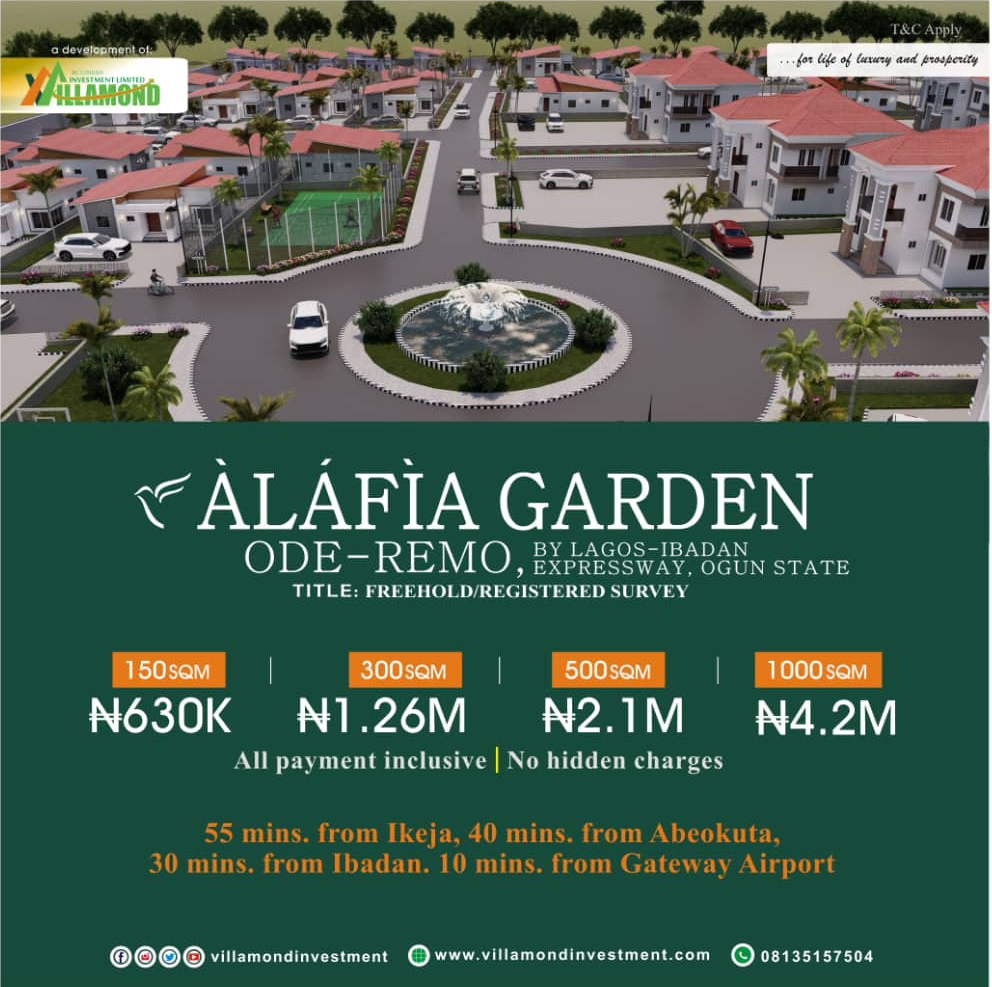 T&C Apply
a development of:
INVESTMENT LIMITED
VILLAMOND
...for life of luxury and prosperity
ÀLÁFÌA GARDEN
ODE-REMO, BY LAGOS-IBADAN
EXPRESSWAY, OGUN STATE
TITLE: FREEHOLD/REGISTERED SURVEY
150SQM | 300SQM | 500SQM | 1000SQM
₦630K ₦1.26M ₦2.1M ₦4.2M
All payment inclusive | No hidden charges
55 mins. from Ikeja, 40 mins. from Abeokuta,
30 mins. from Ibadan. 10 mins. from Gateway Airport
villamondinvestment www.villamondinvestment.com 08135157504